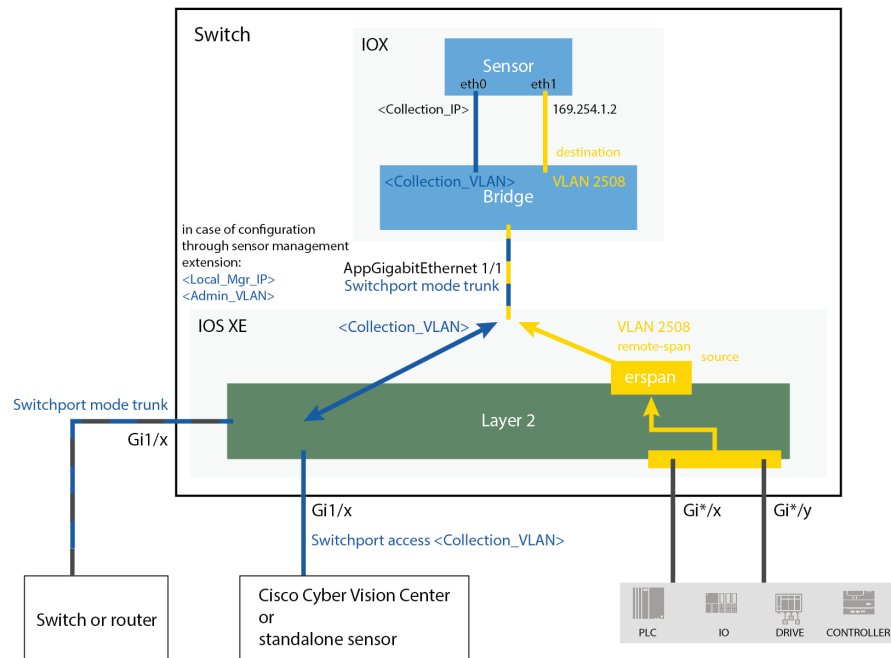 Switch
IOX
Sensor
eth0
eth1
<Collection_IP>
169.254.1.2
destination
<Collection_VLAN>
VLAN 2508
Bridge
in case of configuration
through sensor management
extension:
<Local_Mgr_IP>
<Admin_VLAN>
AppGigabitEthernet 1/1
Switchport mode trunk
IOS XE
<Collection_VLAN>
VLAN 2508
remote-span
source
erspan
Switchport mode trunk
Layer 2
Gi1/x
Gi1/x
Gi*/x
Gi*/y
Switchport access <Collection_VLAN>
Switch or router
Cisco Cyber Vision Center
or
standalone sensor
PLC
IO
DRIVE
CONTROLLER